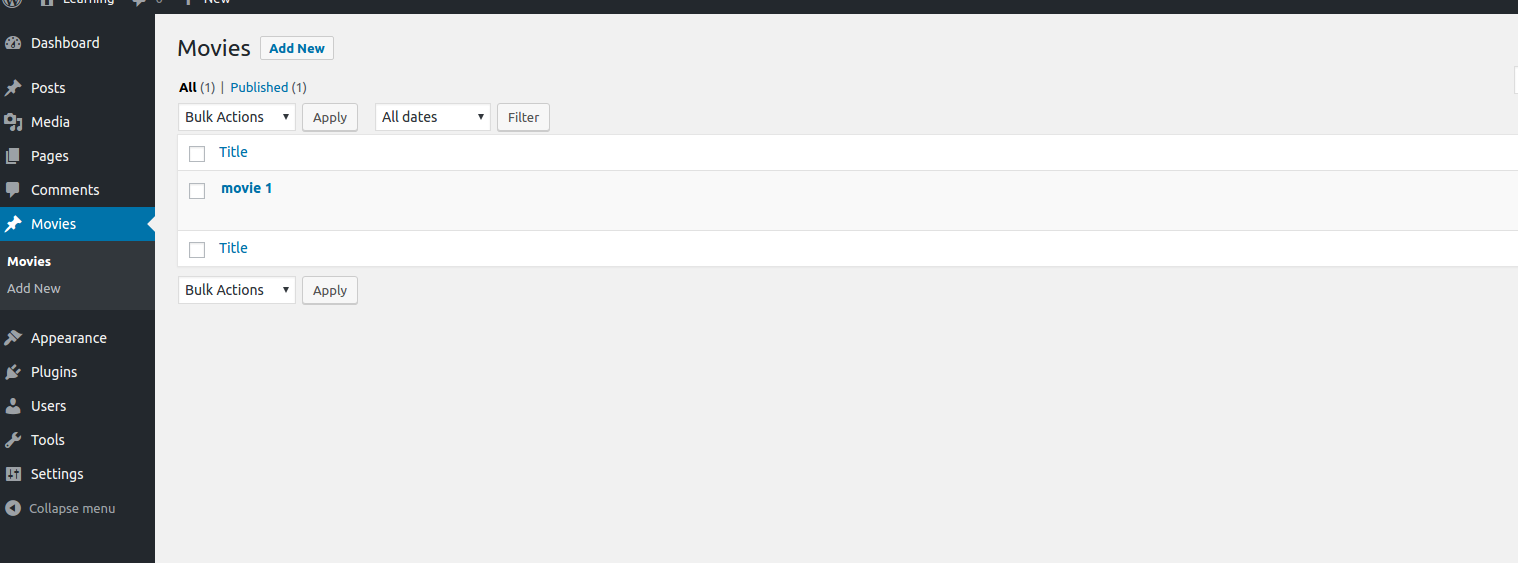 Learning 0 New
Dashboard
Posts
Media
Pages
Comments
Movies
Movies
Add New
Appearance
Plugins
Users
Tools
Settings
Collapse menu
Movies Add New
All (1) | Published (1)
Bulk Actions Apply All dates Filter
Title
movie 1
Title
Bulk Actions Apply